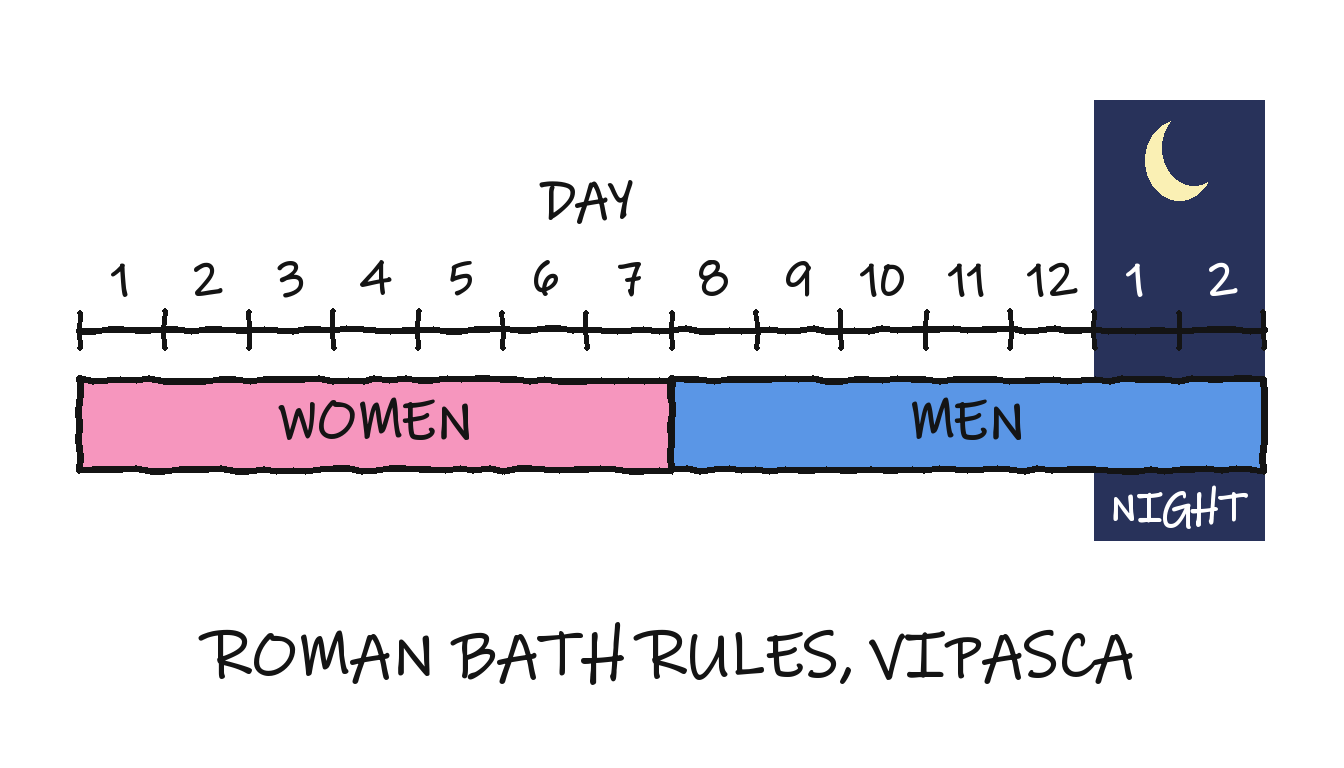 DAY
1 2 3 4 5 6 7 8 9 10 11 12 1 2
WOMEN MEN
NIGHT
ROMAN BATH RULES, VIPASCA